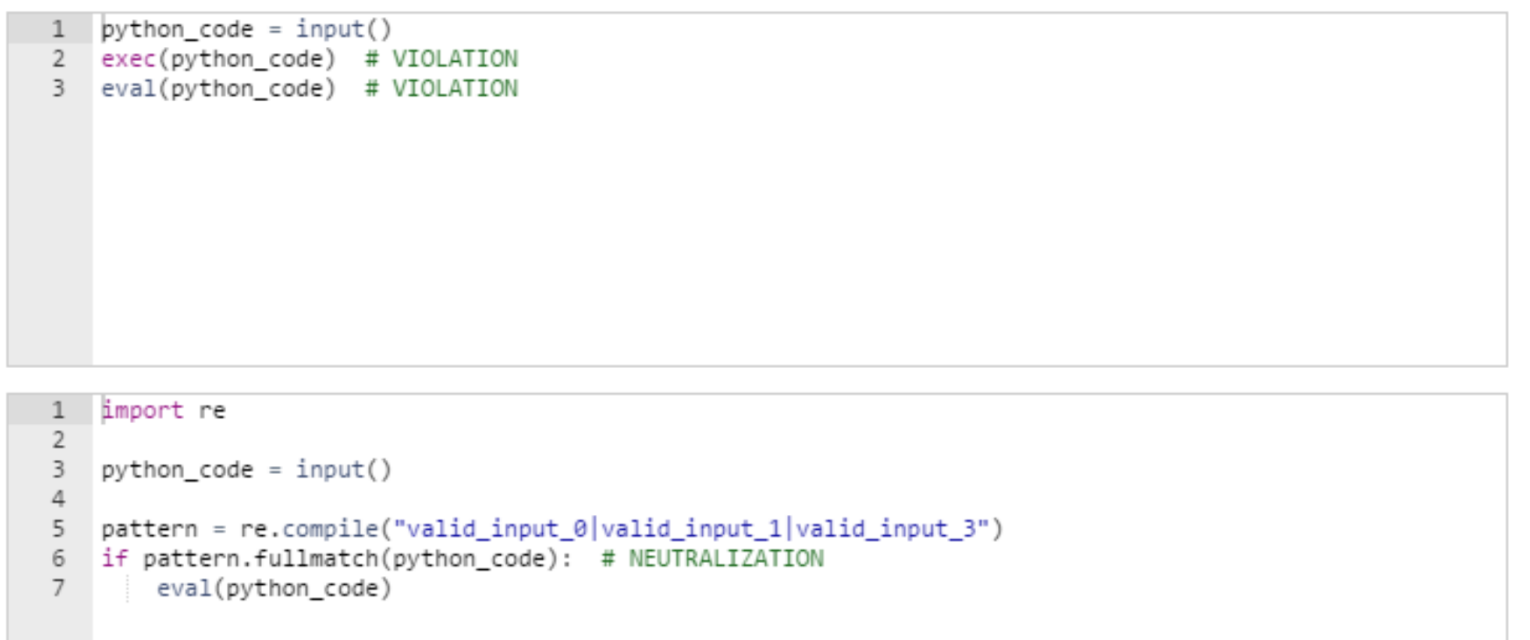 1 python_code = input()
2 exec(python_code)  # VIOLATION
3 eval(python_code)  # VIOLATION
1 import re
2
3 python_code = input()
4
5 pattern = re.compile("valid_input_0|valid_input_1|valid_input_3")
6 if pattern.fullmatch(python_code):  # NEUTRALIZATION
7     eval(python_code)